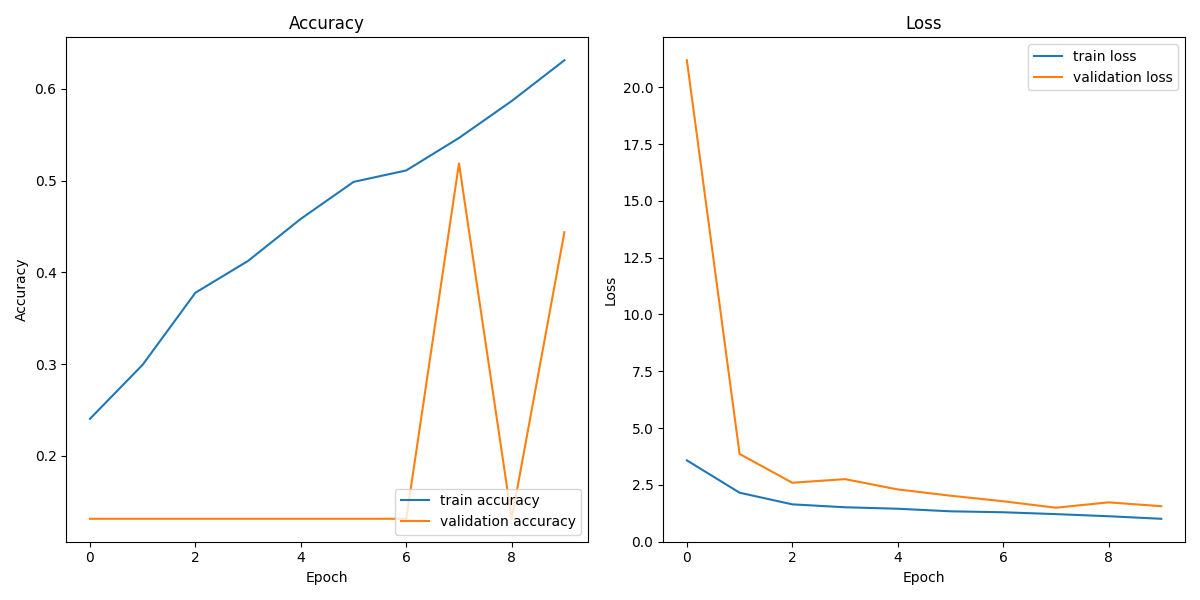 Accuracy
0.6
0.5
0.4
0.3
0.2
Accuracy
0 2 4 6 8
Epoch
train accuracy
validation accuracy
Loss
20.0
17.5
15.0
12.5
10.0
7.5
5.0
2.5
0.0
Loss
0 2 4 6 8
Epoch
train loss
validation loss